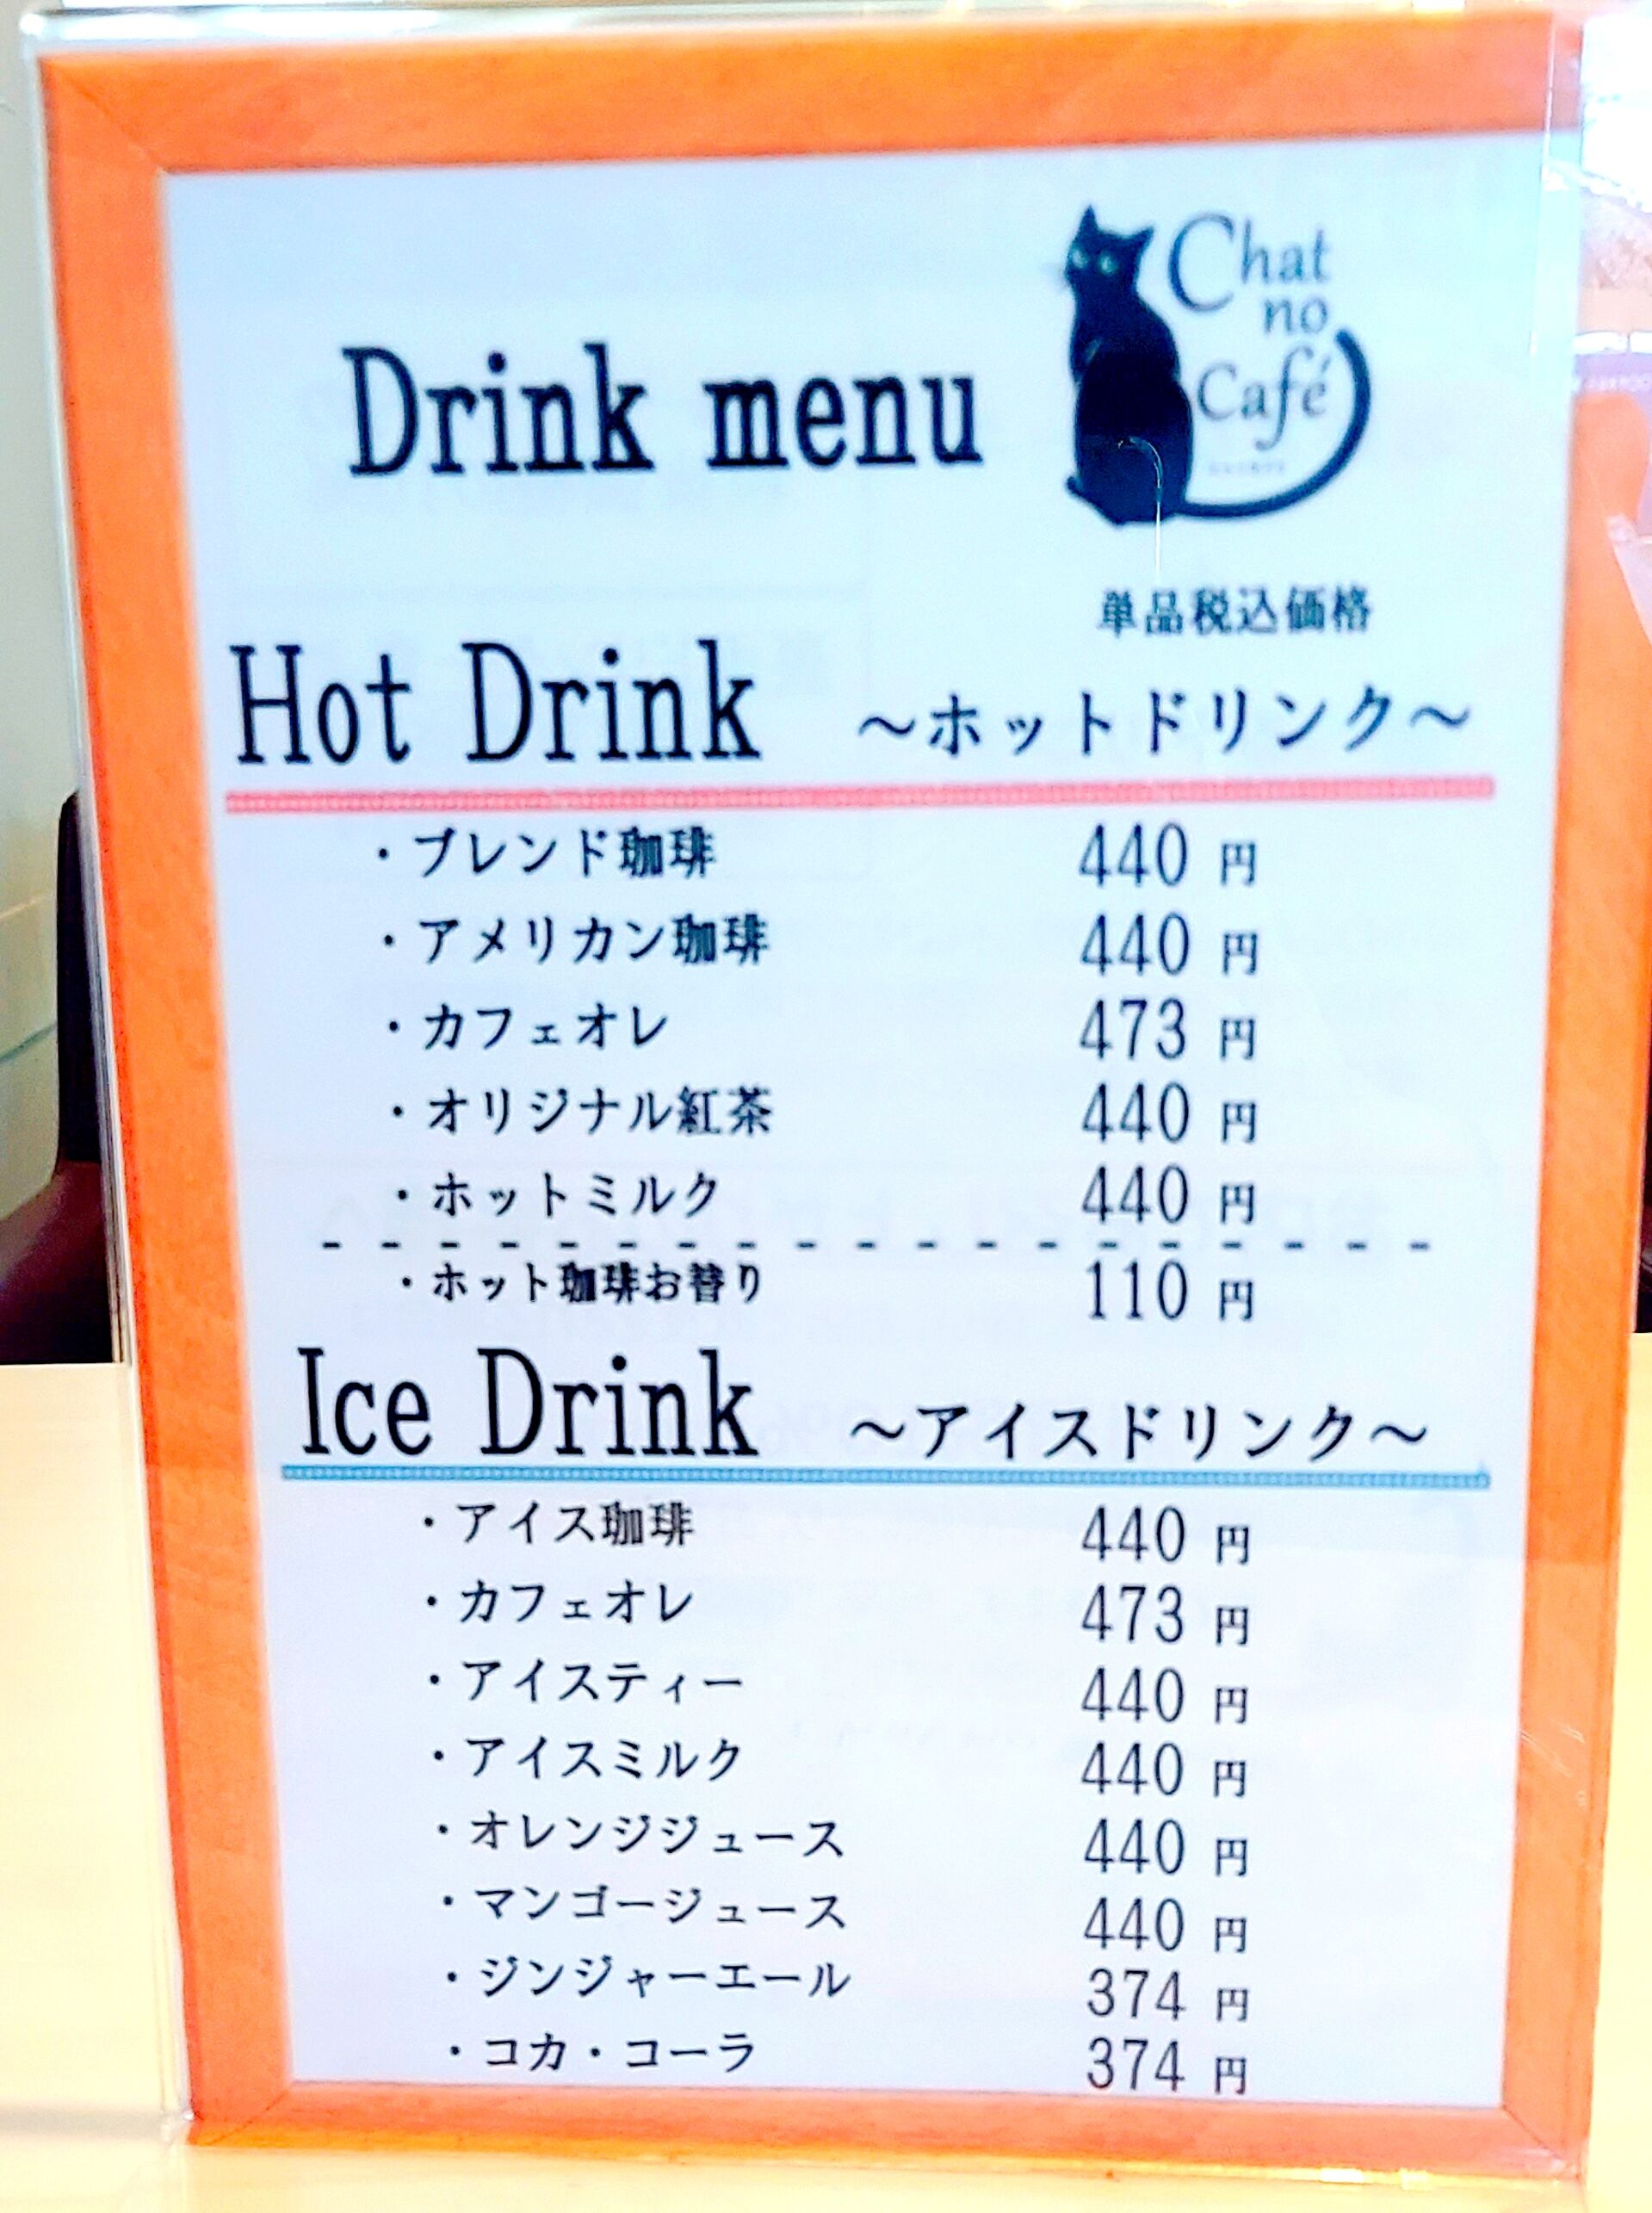 Chat
no
Café
Drink menu
単品税込価格
Hot Drink ～ホットドリンク～
・ブレンド珈琲 440 円
・アメリカン珈琲 440 円
・カフェオレ 473 円
・オリジナル紅茶 440 円
・ホットミルク 440 円
・ホット珈琲お替り 110 円
Ice Drink ～アイスドリンク～
・アイス珈琲 440 円
・カフェオレ 473 円
・アイスティー 440 円
・アイスミルク 440 円
・オレンジジュース 440 円
・マンゴージュース 440 円
・ジンジャーエール 374 円
・コカ・コーラ 374 円